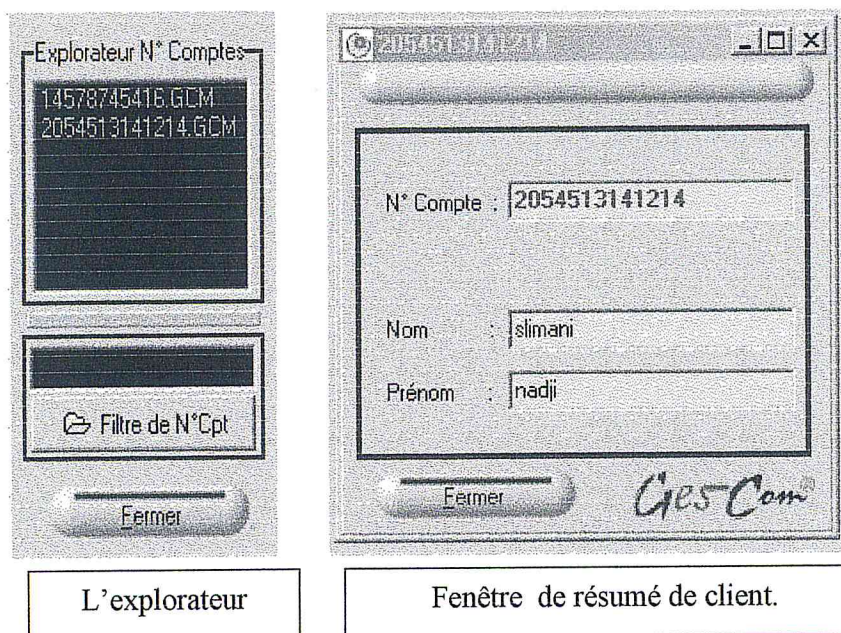 Explorateur N° Comptes
14578745416.GCM
2054513141214.GCM
Filtre de N°Cpt
Fermer
L'explorateur
2054513141214
N° Compte : 2054513141214
Nom : slimani
Prénom : nadji
Fermer
GesCom®
Fenêtre de résumé de client.